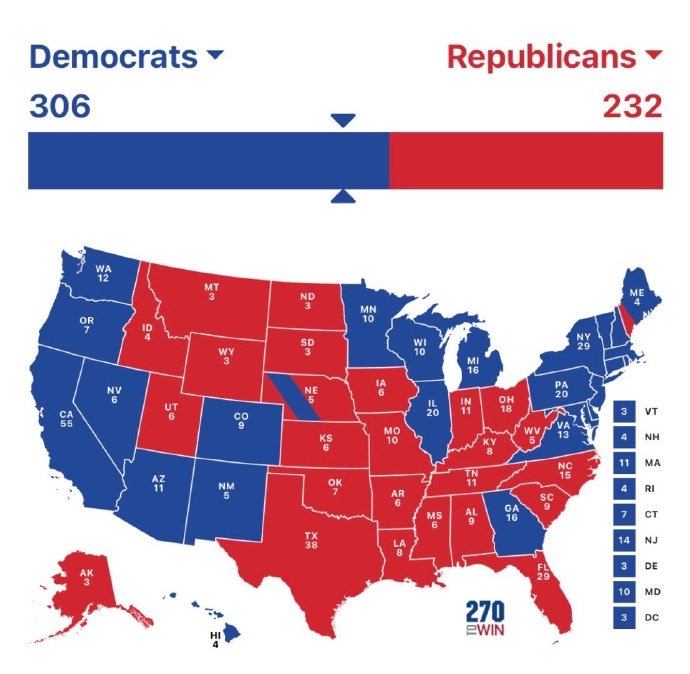 Democrats
Republicans
306
232
WA
12
MT
3
ND
3
MN
10
ME
4
OR
7
ID
4
SD
3
WI
10
MI
16
NY
29
WY
3
NV
6
UT
6
CO
9
NE
5
IA
6
IL
20
IN
11
OH
18
PA
20
CA
55
KS
6
MO
10
KY
8
WV
5
VA
13
AZ
11
NM
5
OK
7
AR
6
TN
11
NC
15
SC
9
TX
38
LA
8
MS
6
AL
9
GA
16
FL
29
AK
3
HI
4
3 VT
4 NH
11 MA
4 RI
7 CT
14 NJ
3 DE
10 MD
3 DC
270
TO WIN